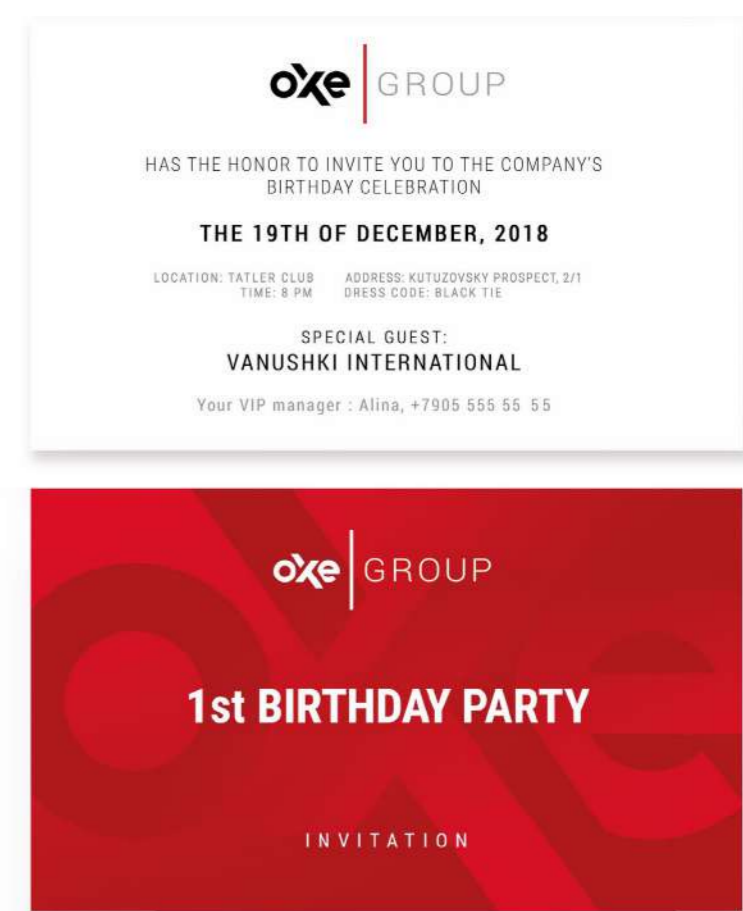 oxe GROUP
HAS THE HONOR TO INVITE YOU TO THE COMPANY'S
BIRTHDAY CELEBRATION
THE 19TH OF DECEMBER, 2018
LOCATION: TATLER CLUB ADDRESS: KUTUZOVSKY PROSPECT, 2/1
TIME: 8 PM DRESS CODE: BLACK TIE
SPECIAL GUEST:
VANUSHKI INTERNATIONAL
Your VIP manager : Alina, +7905 555 55 55
oxe GROUP
1st BIRTHDAY PARTY
INVITATION
oxe